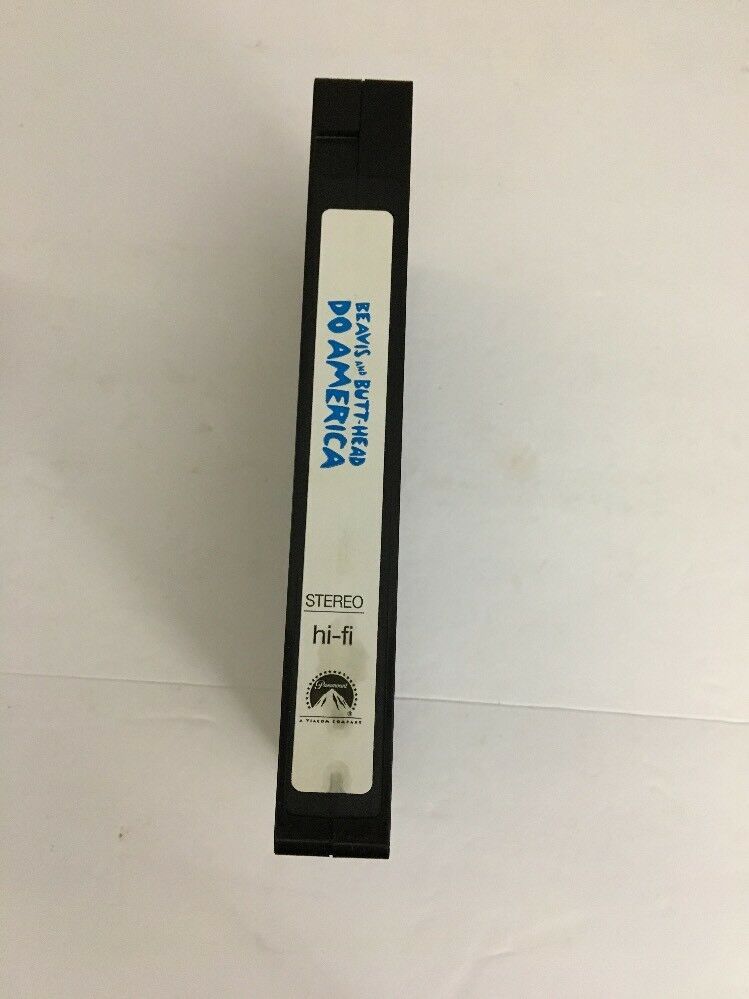 BEAVIS AND BUTT-HEAD
DO AMERICA
STEREO
hi-fi
Paramount
®
A VIACOM COMPANY